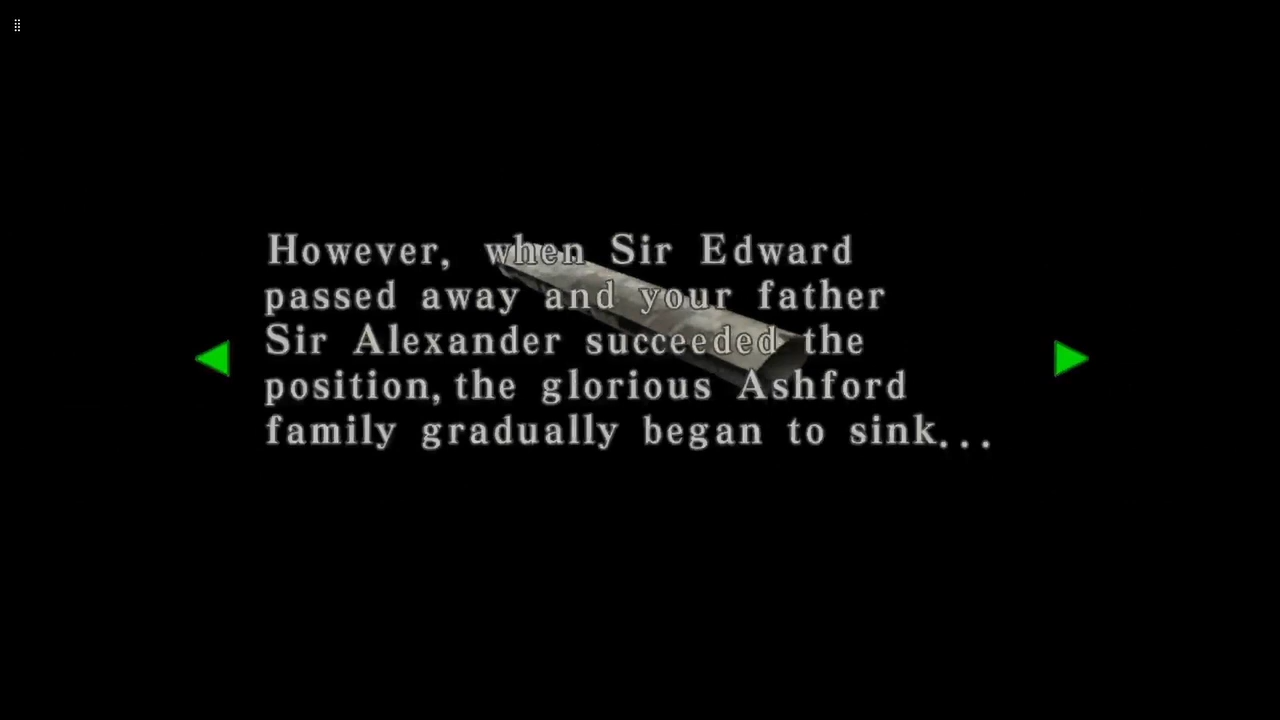 However, when Sir Edward
passed away and your father
Sir Alexander succeeded the
position, the glorious Ashford
family gradually began to sink...